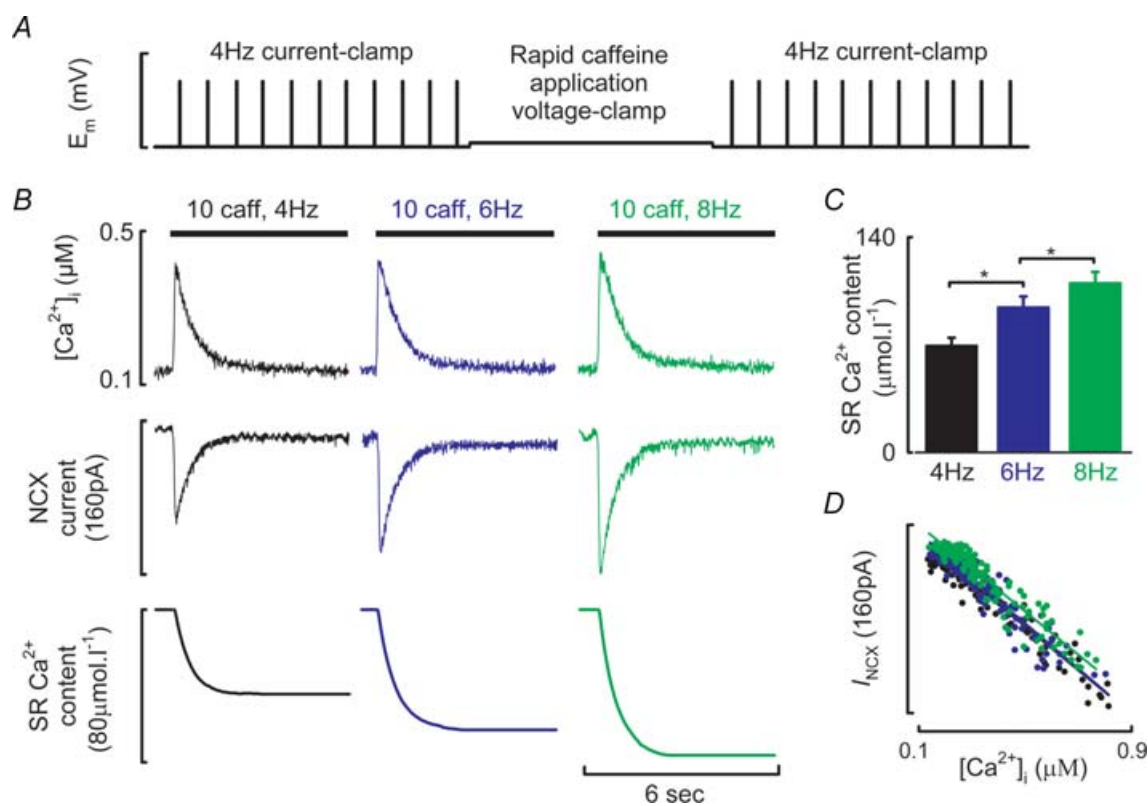 A
E_m (mV)
4Hz current-clamp
Rapid caffeine
application
voltage-clamp
4Hz current-clamp
B
10 caff, 4Hz
10 caff, 6Hz
10 caff, 8Hz
0.5
[Ca²⁺]ᵢ (µM)
0.1
NCX
current
(160pA)
SR Ca²⁺
content
(80µmol.l⁻¹)
6 sec
C
140
SR Ca²⁺ content
(µmol.l⁻¹)
0
*
*
4Hz
6Hz
8Hz
D
I_NCX (160pA)
0.1
0.9
[Ca²⁺]ᵢ (µM)